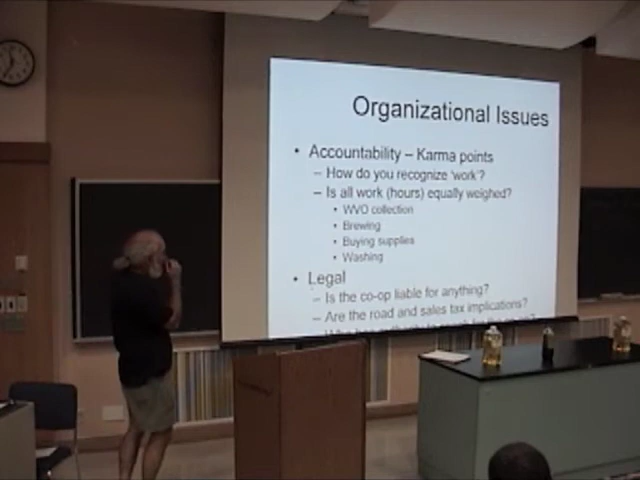 Organizational Issues
• Accountability – Karma points
– How do you recognize 'work'?
– Is all work (hours) equally weighed?
• WVO collection
• Brewing
• Buying supplies
• Washing
• Legal
– Is the co-op liable for anything?
– Are the road and sales tax implications?